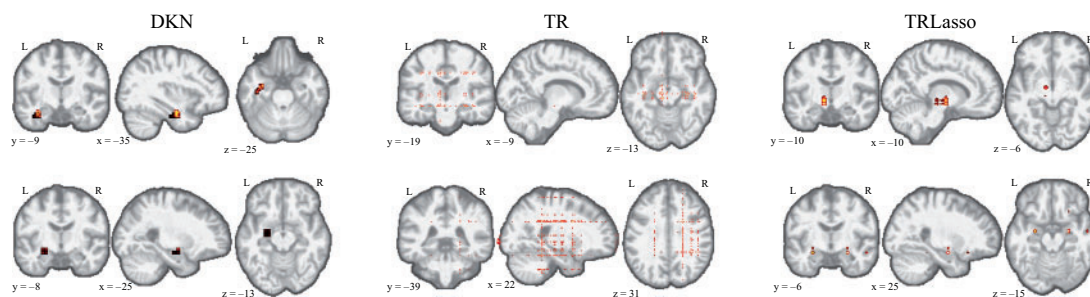 DKN TR TRLasso
L R L R L R
y = −9 x = −35 z = −25 y = −19 x = −9 z = −13 y = −10 x = −10 z = −6
L R L R L R
y = −8 x = −25 z = −13 y = −39 x = 22 z = 31 y = −6 x = 25 z = −15